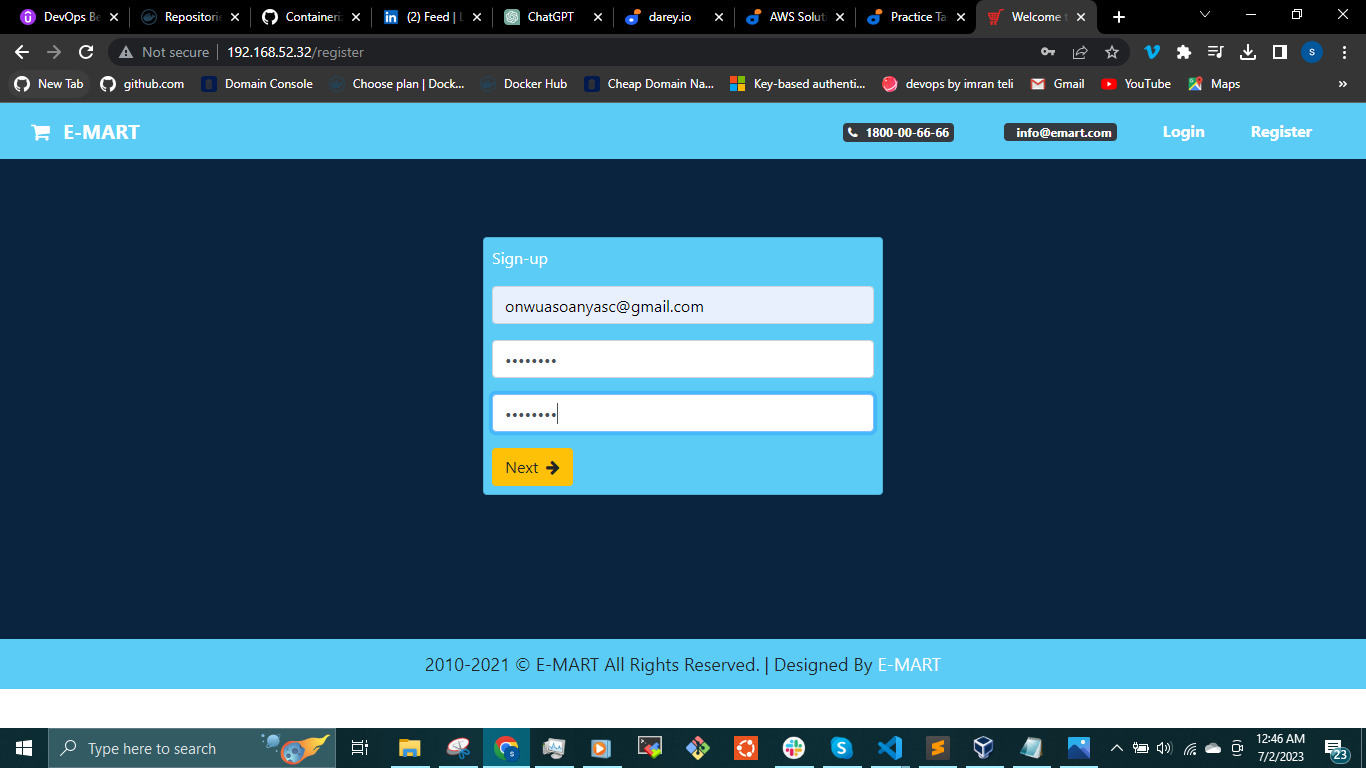 DevOps Be
Repositorie
Containeri
(2) Feed | L
ChatGPT
darey.io
AWS Solut
Practice Ta
Welcome t
Not secure
192.168.52.32/register
New Tab
github.com
Domain Console
Choose plan | Dock...
Docker Hub
Cheap Domain Na...
Key-based authenti...
devops by imran teli
Gmail
YouTube
Maps
»
E-MART
1800-00-66-66
info@emart.com
Login
Register
Sign-up
onwuasoanyasc@gmail.com
••••••••
••••••••
Next
2010-2021 © E-MART All Rights Reserved. | Designed By E-MART
Type here to search
12:46 AM
7/2/2023
23